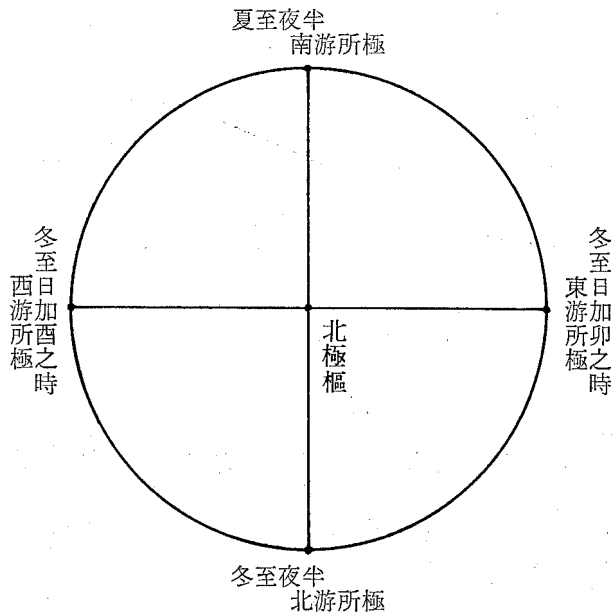 夏至夜半
南游所極
冬至日加卯之時
東游所極
北極樞
冬至日加酉之時
西游所極
冬至夜半
北游所極